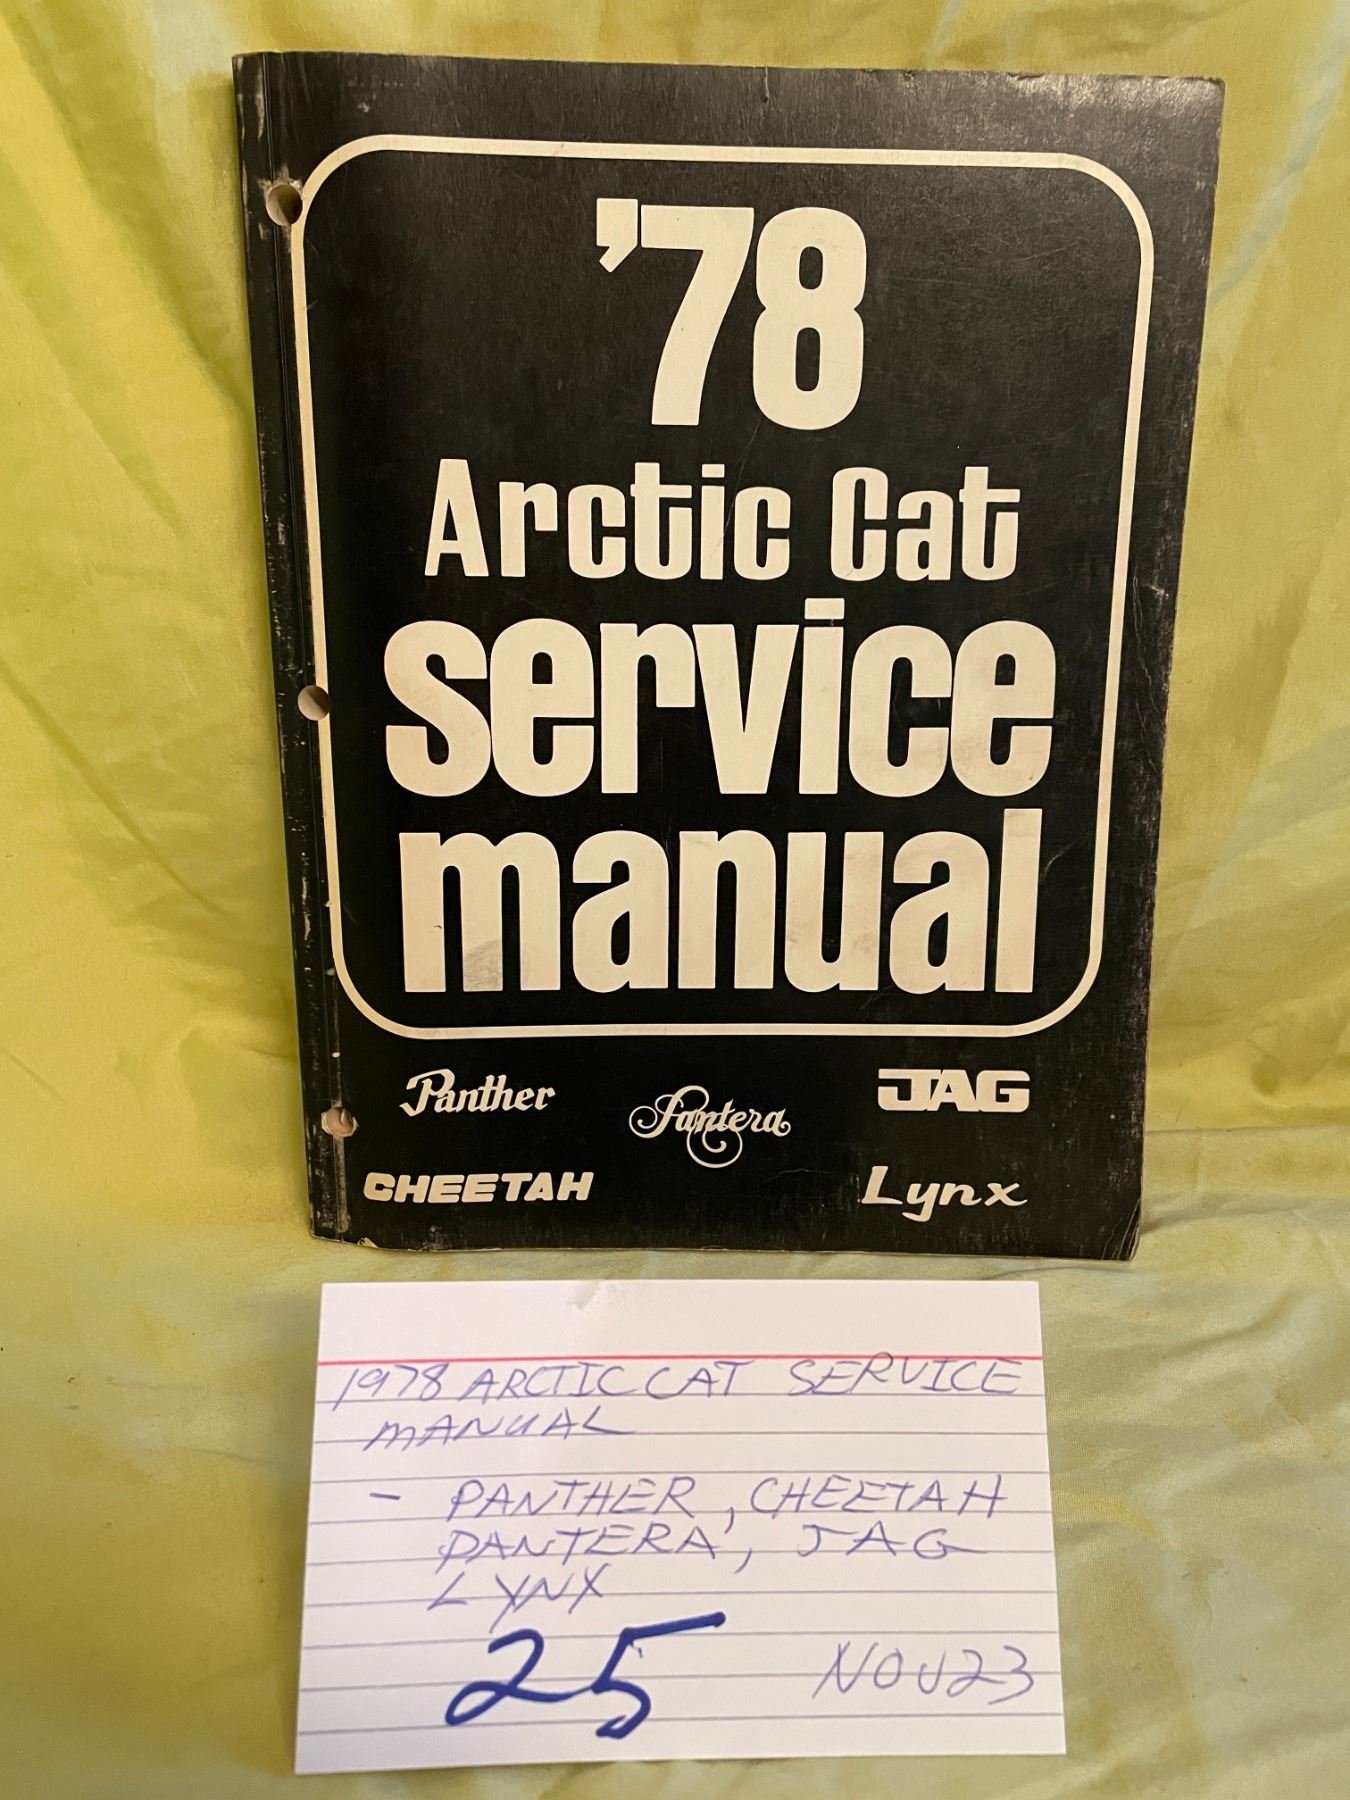 '78
Arctic Cat
service
manual
Panther
Pantera
JAG
CHEETAH
Lynx
1978 ARCTIC CAT SERVICE
MANUAL
- PANTHER, CHEETAH
PANTERA, JAG
LYNX
25
NOV23